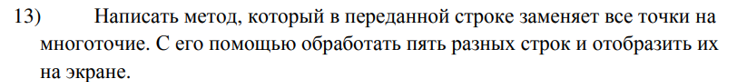 13) Написать метод, который в переданной строке заменяет все точки на
многоточие. С его помощью обработать пять разных строк и отобразить их
на экране.